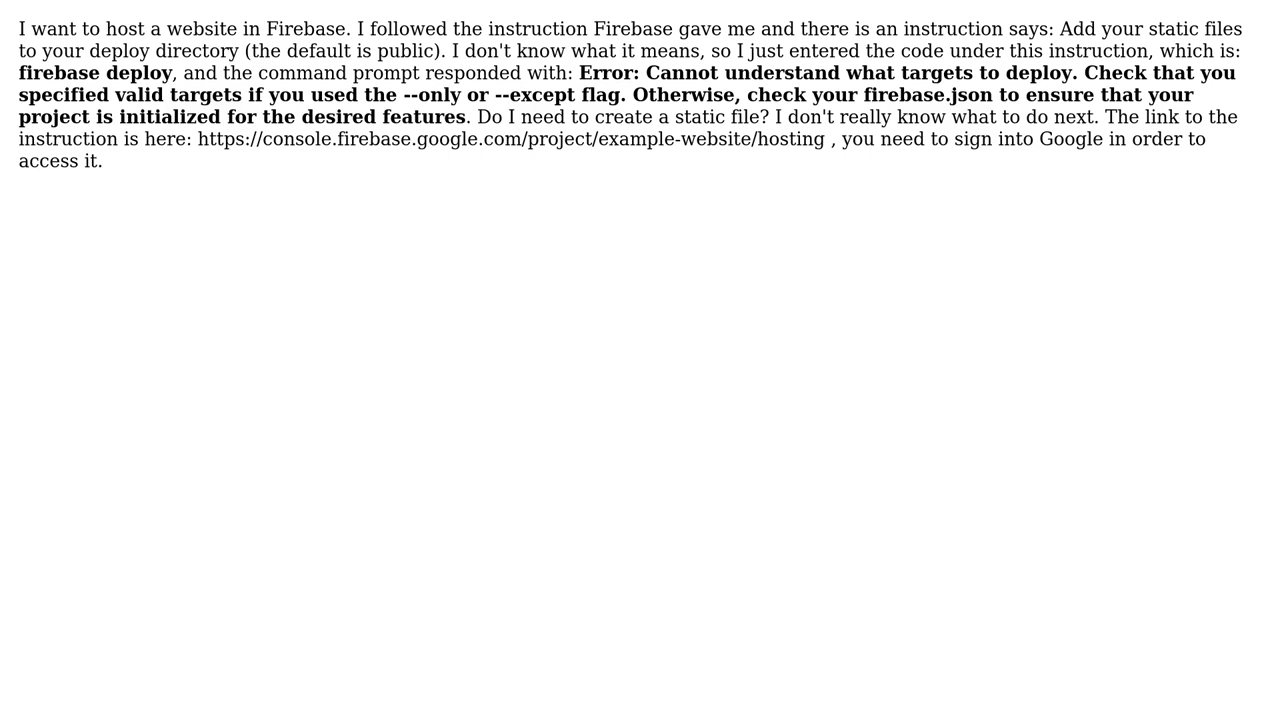 I want to host a website in Firebase. I followed the instruction Firebase gave me and there is an instruction says: Add your static files
to your deploy directory (the default is public). I don't know what it means, so I just entered the code under this instruction, which is:
firebase deploy, and the command prompt responded with: Error: Cannot understand what targets to deploy. Check that you
specified valid targets if you used the --only or --except flag. Otherwise, check your firebase.json to ensure that your
project is initialized for the desired features. Do I need to create a static file? I don't really know what to do next. The link to the
instruction is here: https://console.firebase.google.com/project/example-website/hosting , you need to sign into Google in order to
access it.